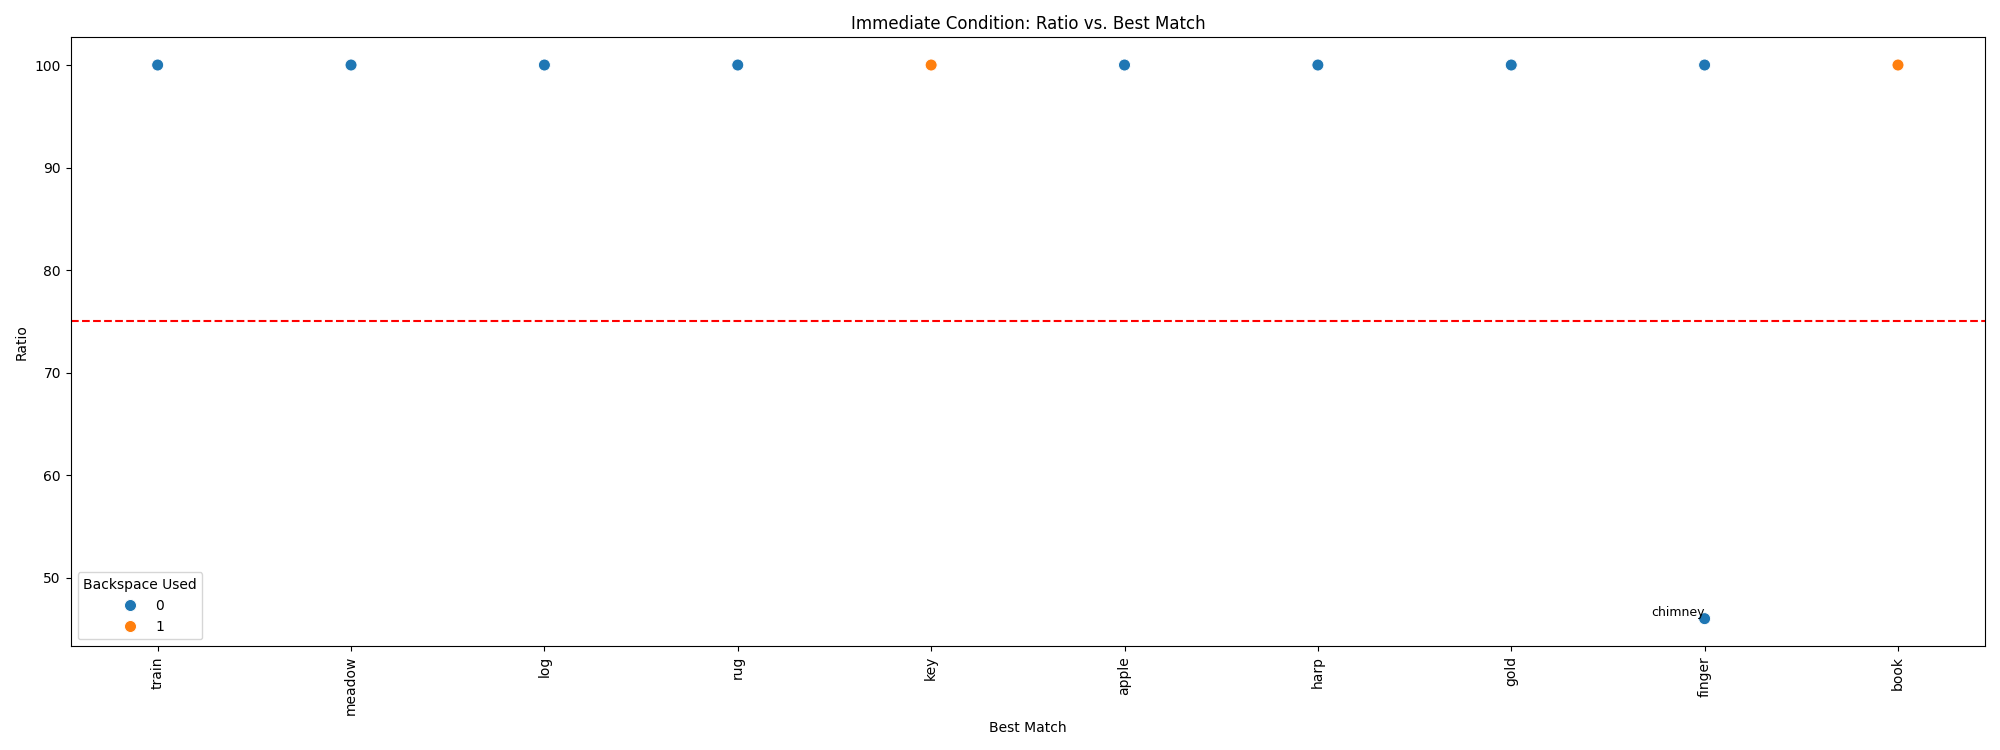 Immediate Condition: Ratio vs. Best Match
100
90
80
70
60
50
Ratio
chimney
Backspace Used
0
1
train
meadow
log
rug
key
apple
harp
gold
finger
book
Best Match